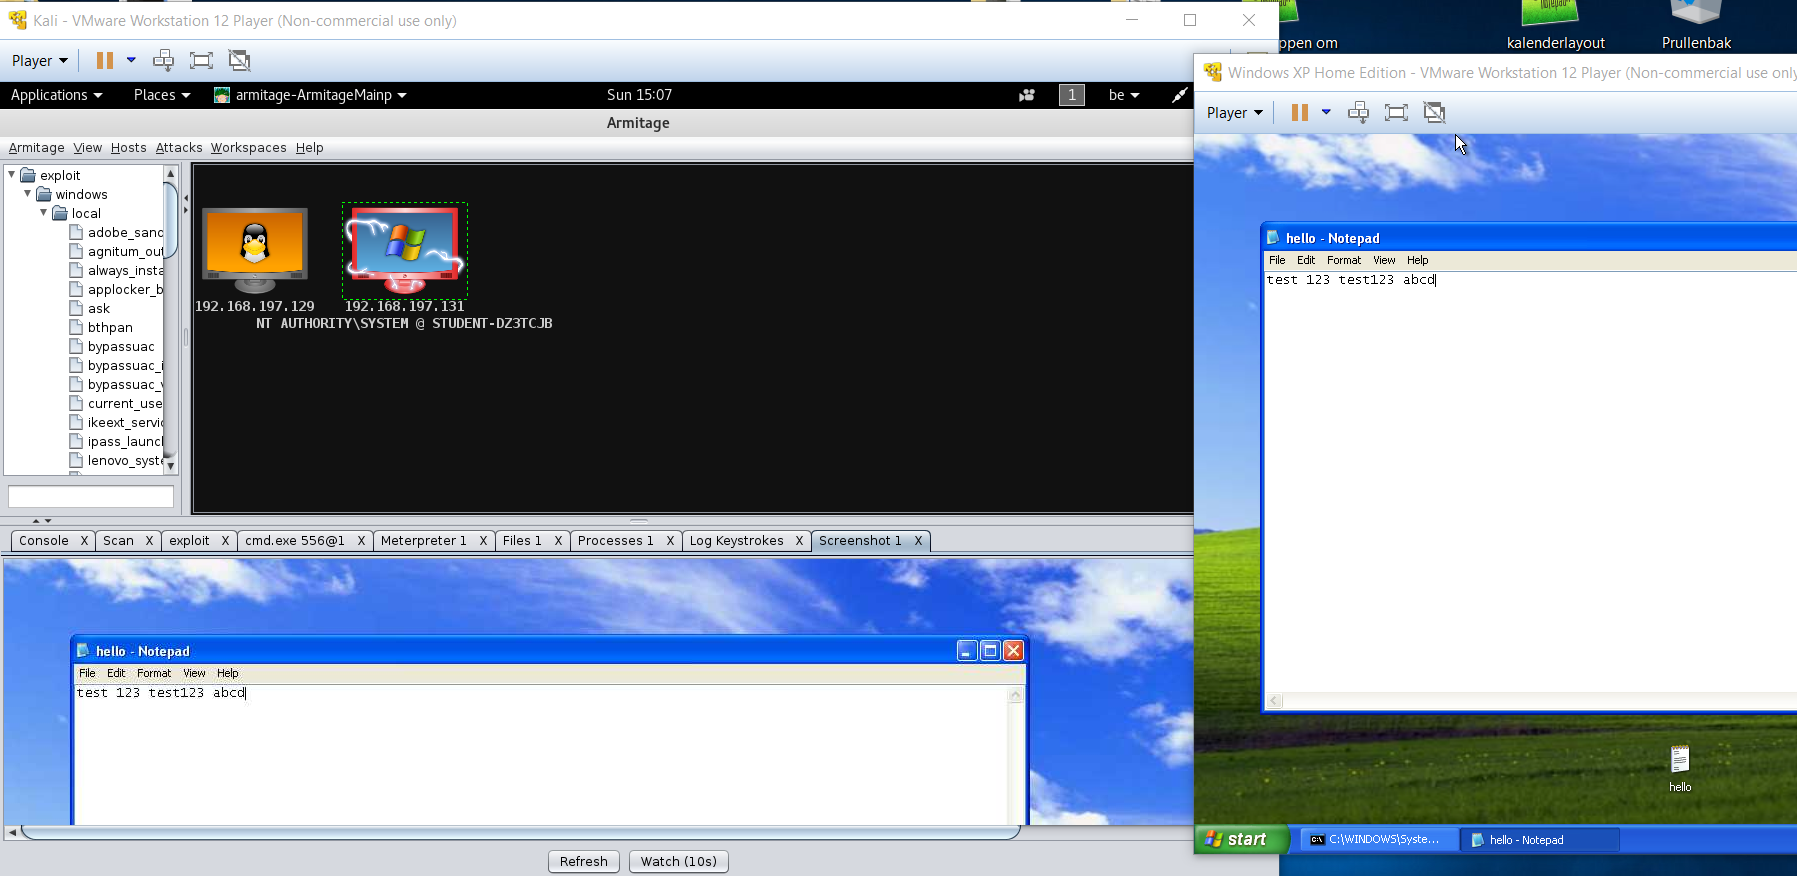 Kali - VMware Workstation 12 Player (Non-commercial use only)
Player
Applications Places armitage-ArmitageMainp Sun 15:07 1 be
Armitage
Armitage View Hosts Attacks Workspaces Help
exploit
windows
local
adobe_sand
agnitum_out
always_insta
applocker_b
ask
bthpan
bypassuac
bypassuac_i
bypassuac_v
current_use
ikeext_servic
ipass_launch
lenovo_syste
192.168.197.129
192.168.197.131
NT AUTHORITY\SYSTEM @ STUDENT-DZ3TCJB
Console X Scan X exploit X cmd.exe 556@1 X Meterpreter 1 X Files 1 X Processes 1 X Log Keystrokes X Screenshot 1 X
hello - Notepad
File Edit Format View Help
test 123 test123 abcd
Refresh Watch (10s)
ppen om
kalenderlayout
Prullenbak
Windows XP Home Edition - VMware Workstation 12 Player (Non-commercial use only
Player
hello - Notepad
File Edit Format View Help
test 123 test123 abcd
hello
start C:\WINDOWS\Syste... hello - Notepad